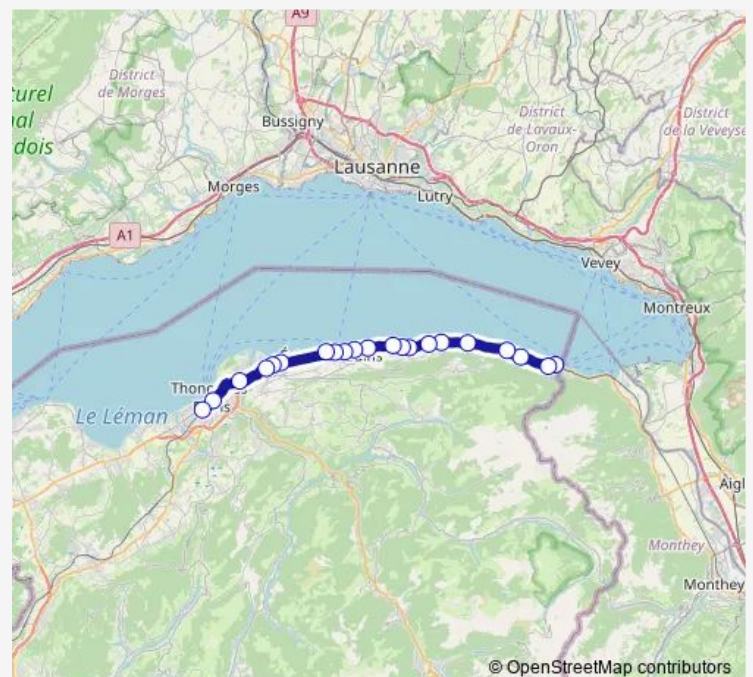 A9
District
de Morges
Bussigny
District
de Lavaux-
Oron
District
de la Veveyse
Lausanne
Morges
Lutry
A1
Vevey
Montreux
Le Léman
Monthey
Monthey
© OpenStreetMap contributors